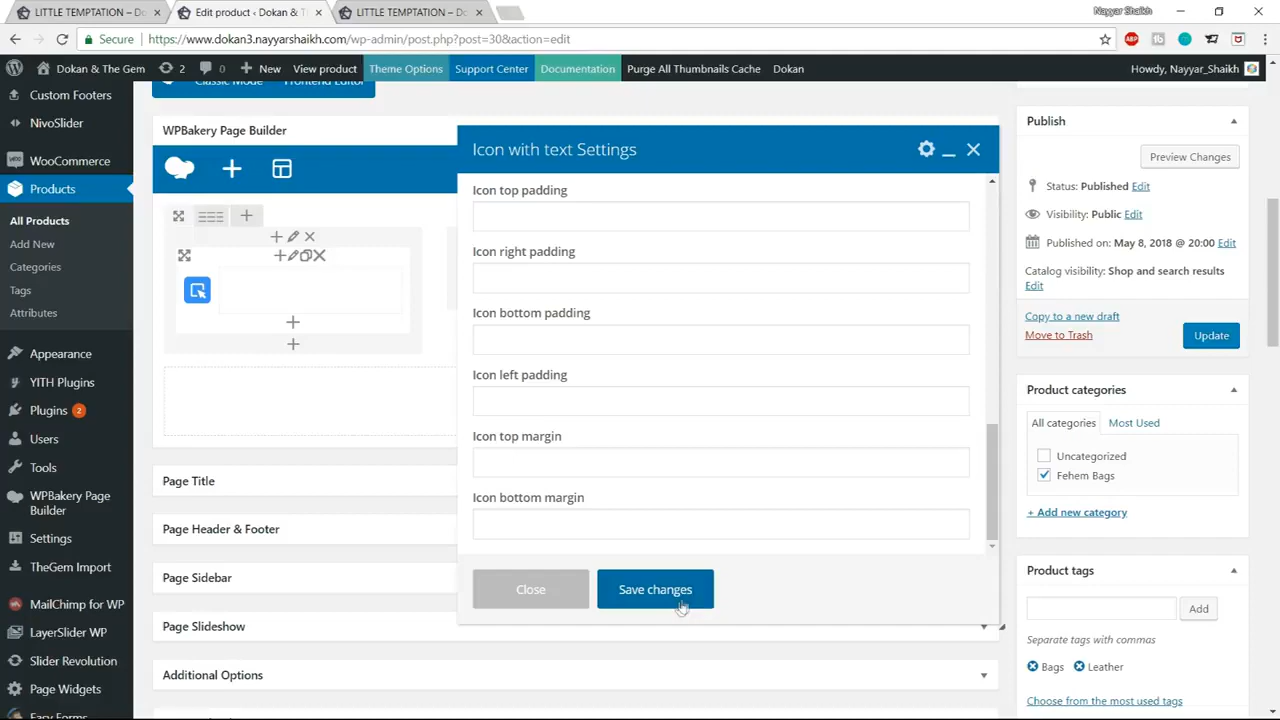 LITTLE TEMPTATION – Do
Edit product ‹ Dokan & T
LITTLE TEMPTATION – Do
Nayyar Shaikh
Secure
https://www.dokan3.nayyarshaikh.com/wp-admin/post.php?post=30&action=edit
ABP
Dokan & The Gem
2
0
New
View product
Theme Options
Support Center
Documentation
Purge All Thumbnails Cache
Dokan
Howdy, Nayyar_Shaikh
Custom Footers
NivoSlider
WooCommerce
Products
All Products
Add New
Categories
Tags
Attributes
Appearance
YITH Plugins
Plugins 2
Users
Tools
WPBakery Page
Builder
Settings
TheGem Import
MailChimp for WP
LayerSlider WP
Slider Revolution
Page Widgets
Easy Forms
Classic Mode
Frontend Editor
WPBakery Page Builder
Page Title
Page Header & Footer
Page Sidebar
Page Slideshow
Additional Options
Icon with text Settings
Icon top padding
Icon right padding
Icon bottom padding
Icon left padding
Icon top margin
Icon bottom margin
Close
Save changes
Publish
Preview Changes
Status: Published Edit
Visibility: Public Edit
Published on: May 8, 2018 @ 20:00 Edit
Catalog visibility: Shop and search results
Edit
Copy to a new draft
Move to Trash
Update
Product categories
All categories
Most Used
Uncategorized
Fehem Bags
+ Add new category
Product tags
Add
Separate tags with commas
Bags
Leather
Choose from the most used tags